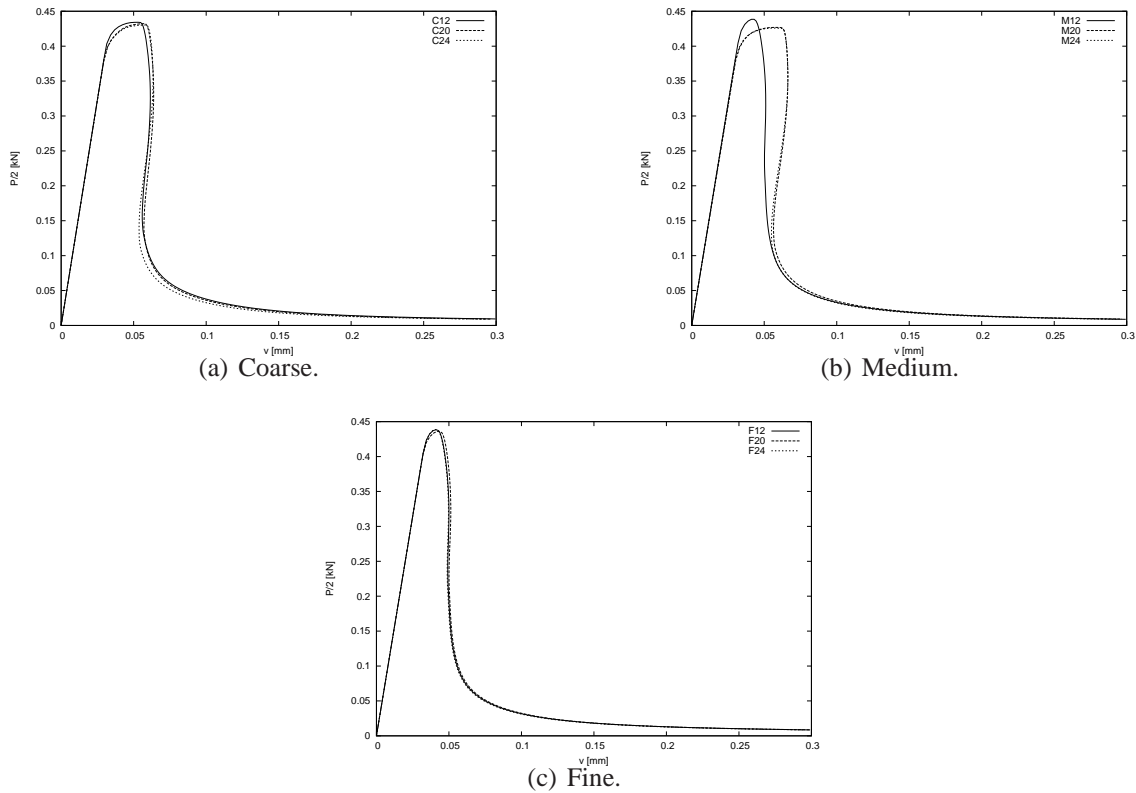 0.45
0.4
0.35
0.3
0.25
0.2
0.15
0.1
0.05
0
P/2 [kN]
C12
C20
C24
0 0.05 0.1 0.15 0.2 0.25 0.3
v [mm]
(a) Coarse.
0.45
0.4
0.35
0.3
0.25
0.2
0.15
0.1
0.05
0
P/2 [kN]
M12
M20
M24
0 0.05 0.1 0.15 0.2 0.25 0.3
v [mm]
(b) Medium.
0.45
0.4
0.35
0.3
0.25
0.2
0.15
0.1
0.05
0
P/2 [kN]
F12
F20
F24
0 0.05 0.1 0.15 0.2 0.25 0.3
v [mm]
(c) Fine.